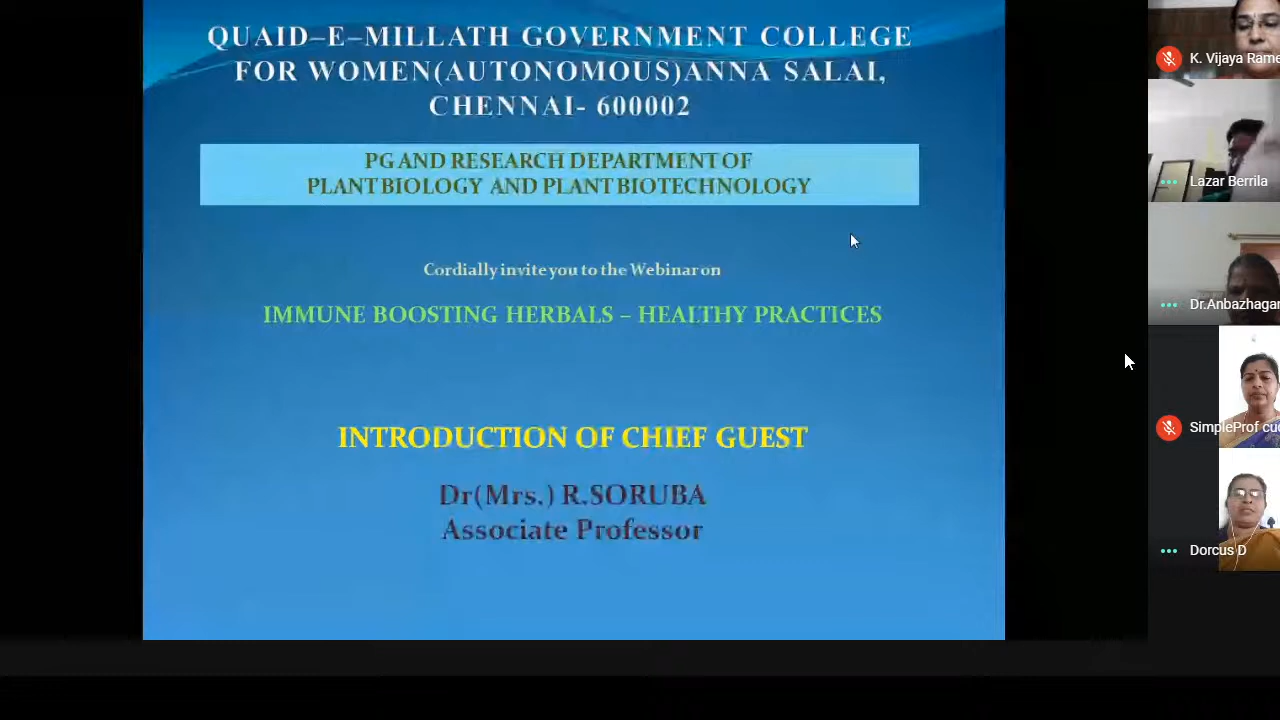 QUAID–E–MILLATH GOVERNMENT COLLEGE
FOR WOMEN(AUTONOMOUS)ANNA SALAI,
CHENNAI- 600002
PG AND RESEARCH DEPARTMENT OF
PLANT BIOLOGY AND PLANT BIOTECHNOLOGY
Cordially invite you to the Webinar on
IMMUNE BOOSTING HERBALS – HEALTHY PRACTICES
INTRODUCTION OF CHIEF GUEST
Dr(Mrs.) R.SORUBA
Associate Professor
K. Vijaya Rame
Lazar Berrila
Dr.Anbazhagar
SimpleProf cud
Dorcus D